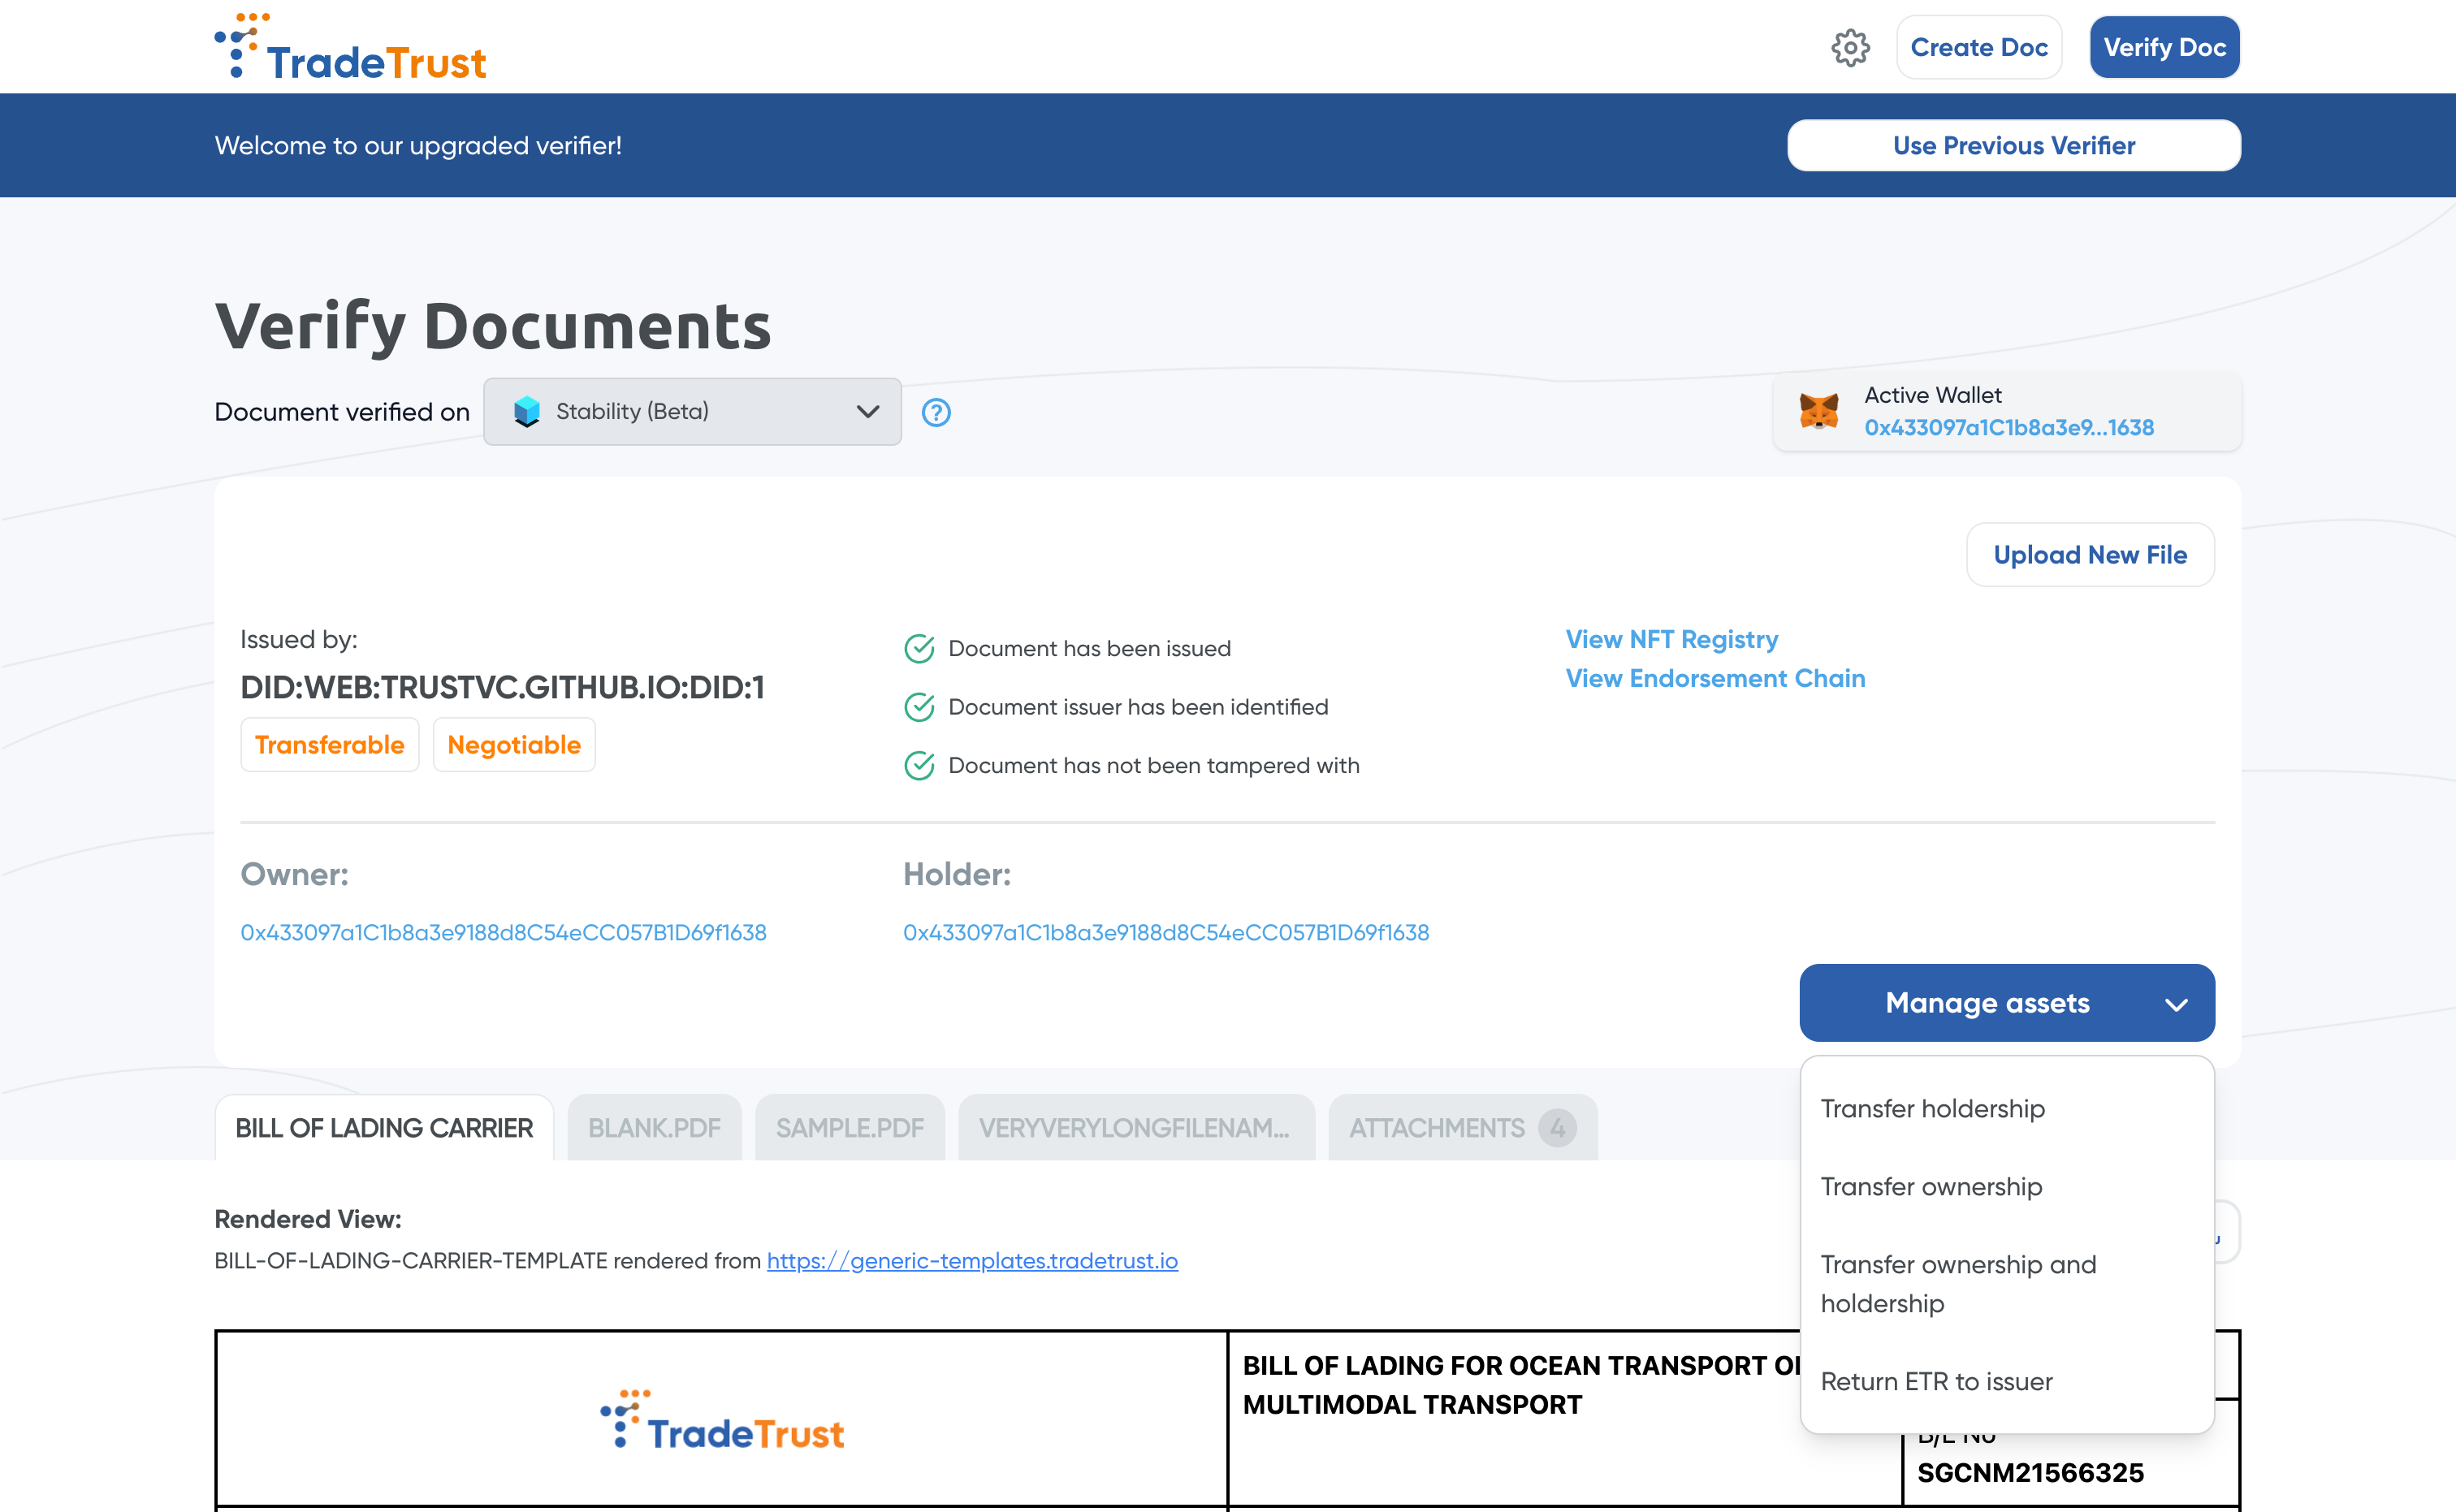 TradeTrust
Create Doc
Verify Doc
Welcome to our upgraded verifier!
Use Previous Verifier
Verify Documents
Document verified on
Stability (Beta)
?
Active Wallet
0x433097a1C1b8a3e9...1638
Upload New File
Issued by:
DID:WEB:TRUSTVC.GITHUB.IO:DID:1
Transferable
Negotiable
Document has been issued
Document issuer has been identified
Document has not been tampered with
View NFT Registry
View Endorsement Chain
Owner:
0x433097a1C1b8a3e9188d8C54eCC057B1D69f1638
Holder:
0x433097a1C1b8a3e9188d8C54eCC057B1D69f1638
Manage assets
Transfer holdership
Transfer ownership
Transfer ownership and
holdership
Return ETR to issuer
BILL OF LADING CARRIER
BLANK.PDF
SAMPLE.PDF
VERYVERYLONGFILENAM...
ATTACHMENTS 4
Rendered View:
BILL-OF-LADING-CARRIER-TEMPLATE rendered from https://generic-templates.tradetrust.io
TradeTrust
BILL OF LADING FOR OCEAN TRANSPORT
MULTIMODAL TRANSPORT
B/L No
SGCNM21566325